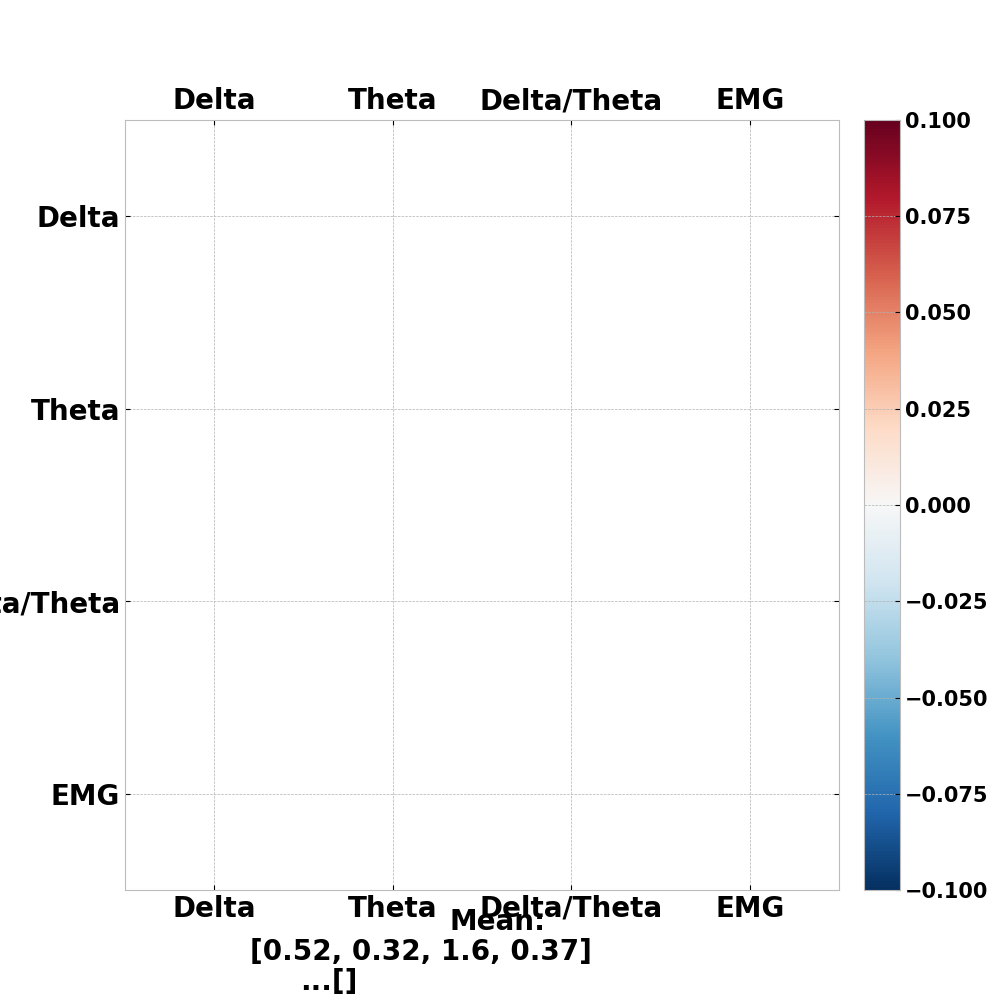 Delta Theta Delta/Theta EMG
0.100
Delta
0.075
0.050
Theta
0.025
0.000
ta/Theta
−0.025
−0.050
EMG
−0.075
−0.100
Delta Theta Delta/Theta EMG
Mean:
[0.52, 0.32, 1.6, 0.37]
...[]